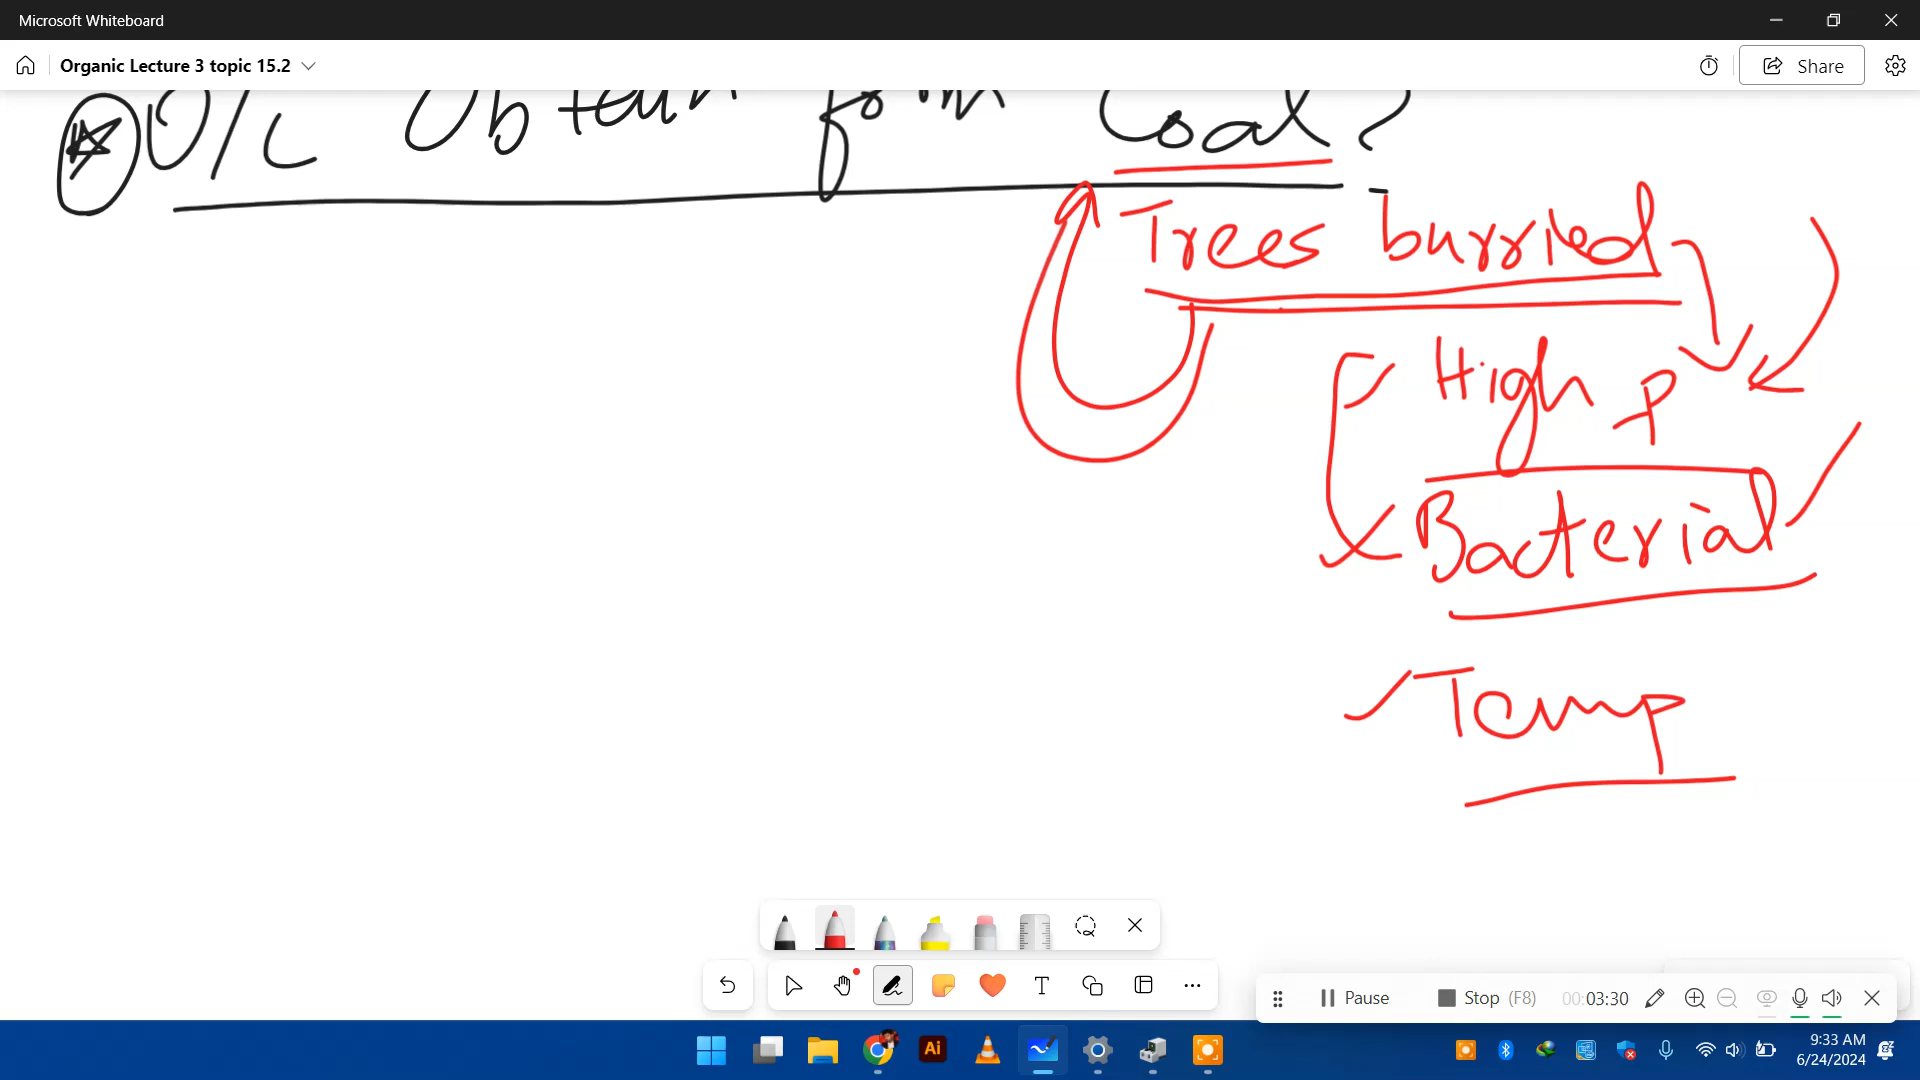 Microsoft Whiteboard
Organic Lecture 3 topic 15.2
Share
O/C Obtain from Coal?
Trees burried
High P
Bacterial
Temp
T
Pause
Stop (F8)
00:03:30
Ai
9:33 AM
6/24/2024